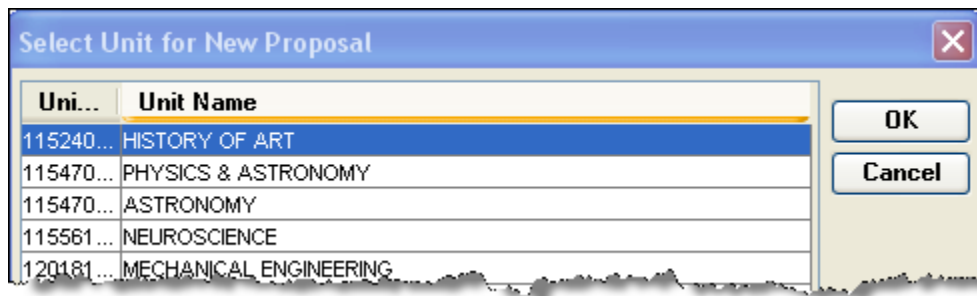 Select Unit for New Proposal
Uni... Unit Name
OK
115240... HISTORY OF ART
115470... PHYSICS & ASTRONOMY
Cancel
115470... ASTRONOMY
115561... NEUROSCIENCE
120181... MECHANICAL ENGINEERING